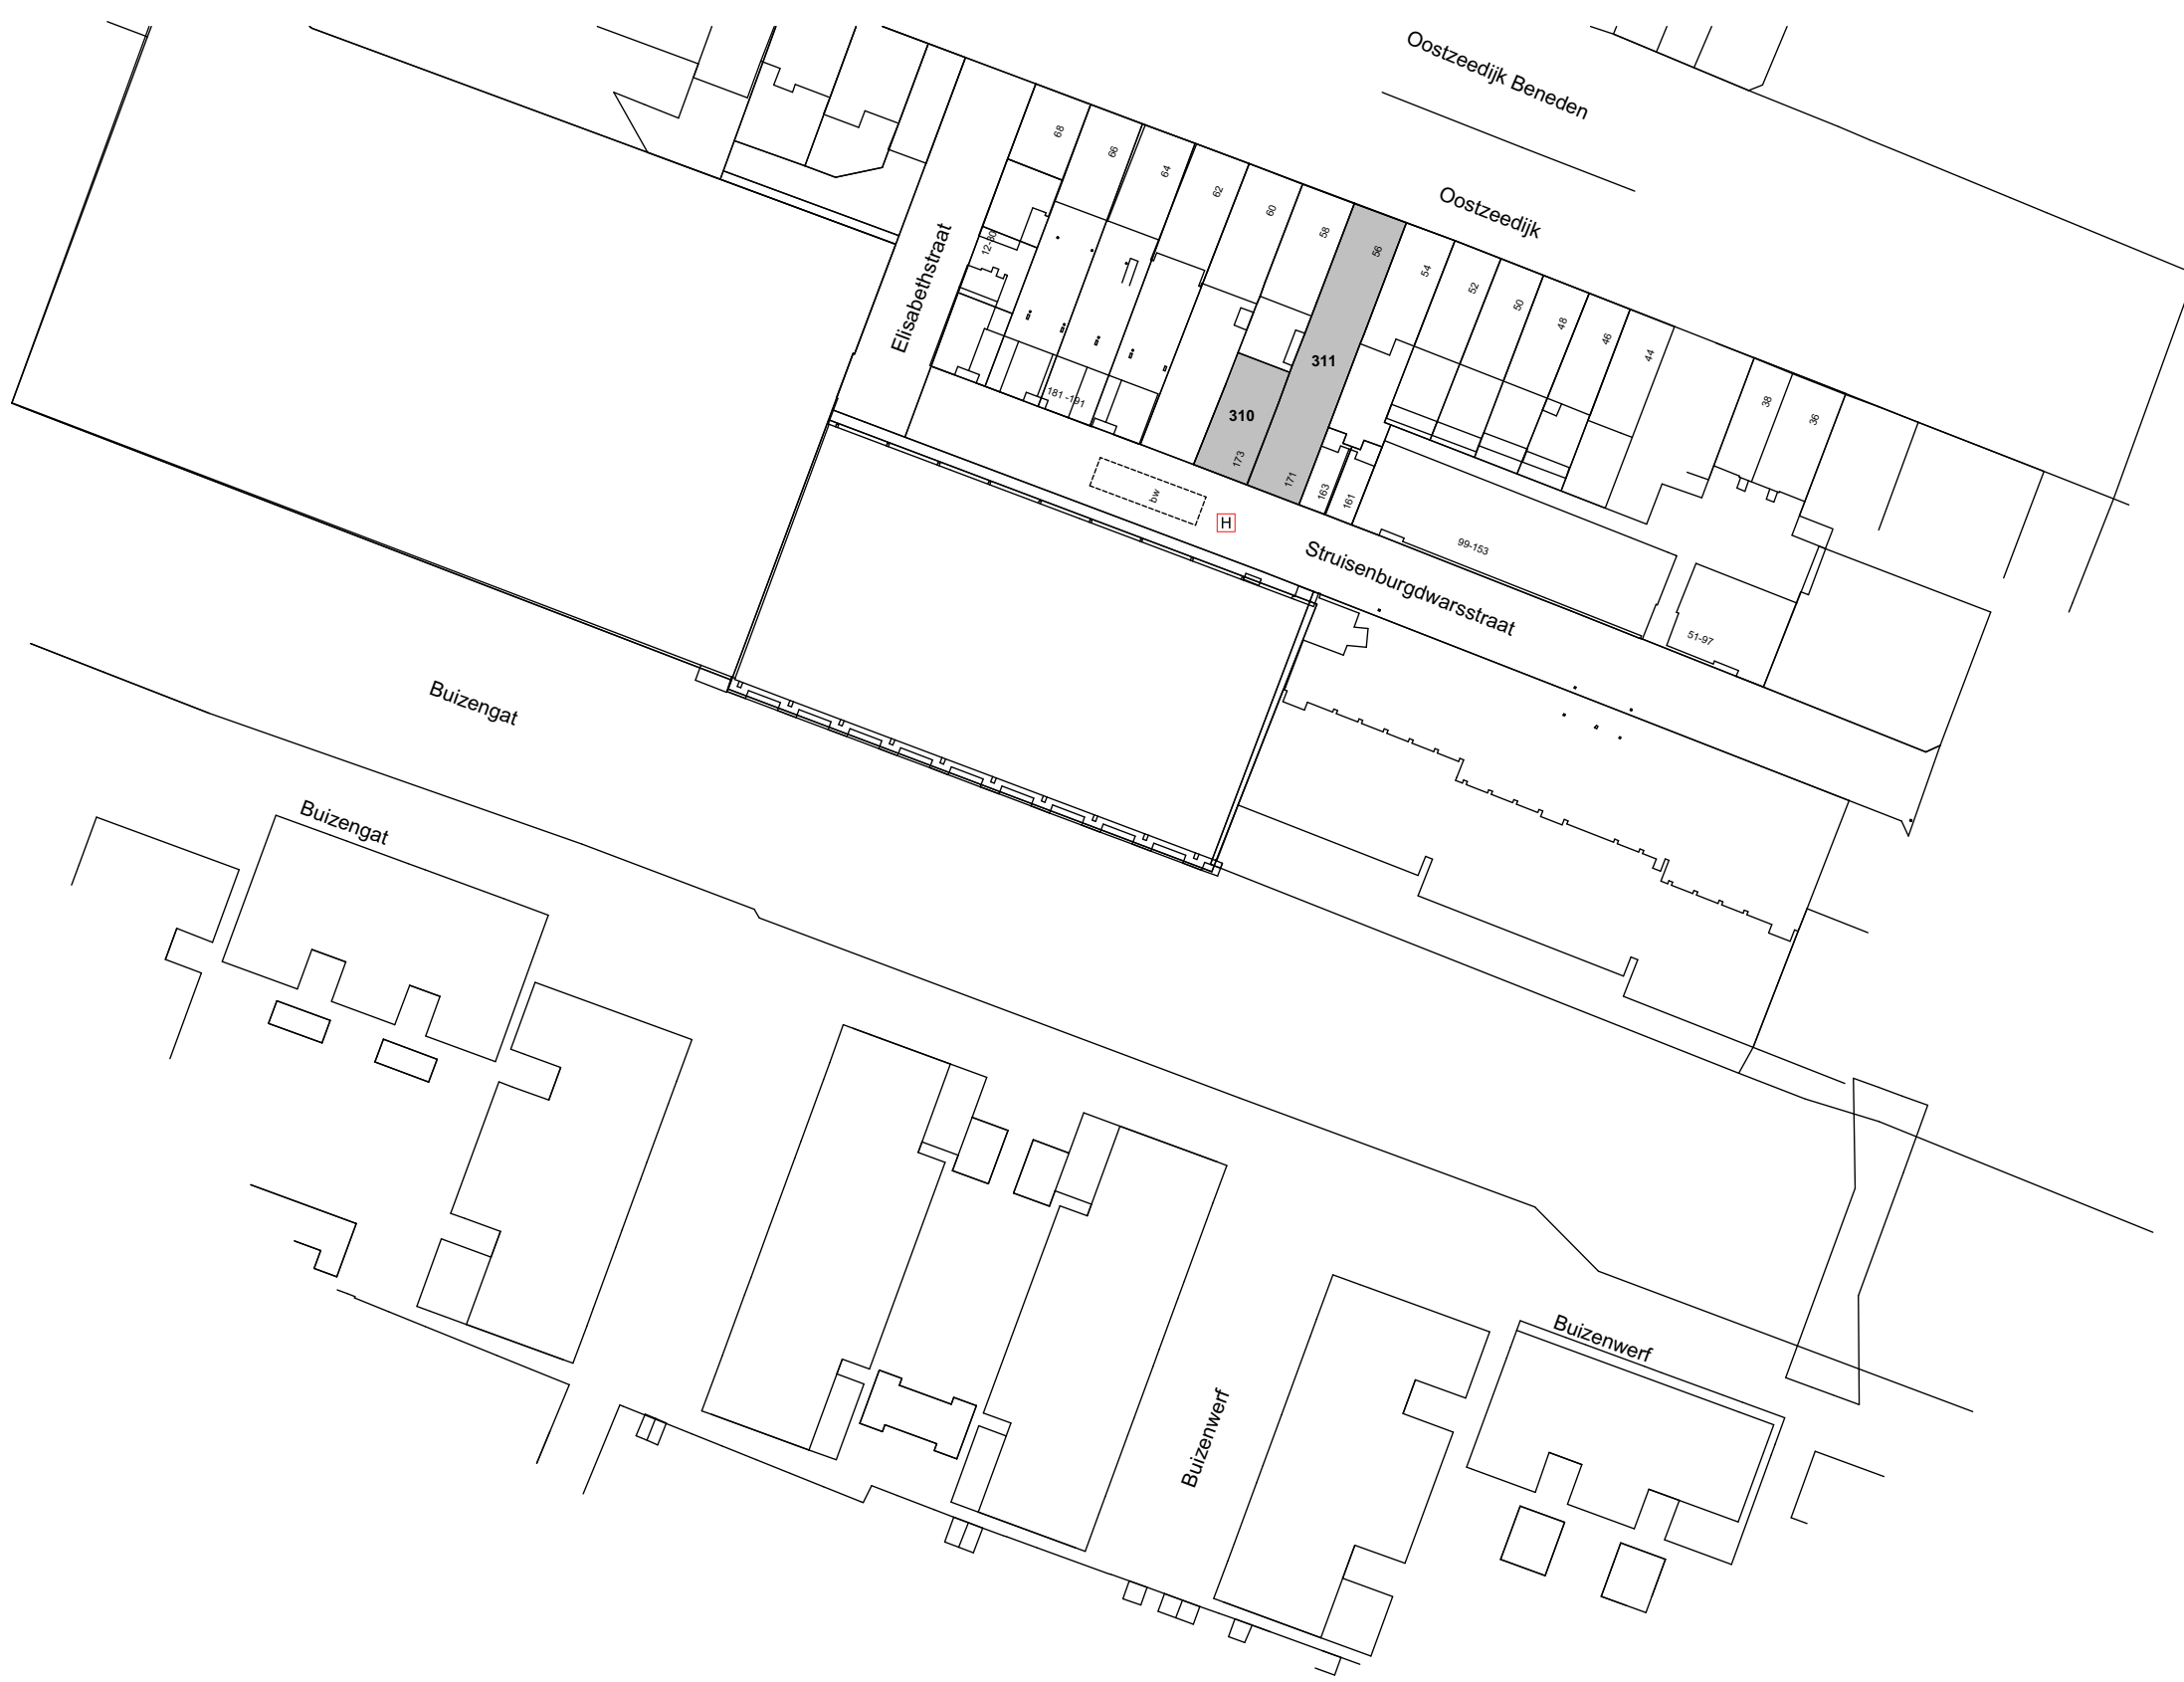 Oostzeedijk Beneden
Oostzeedijk
Elisabethstraat
68
66
64
62
60
58
56
54
52
50
48
46
44
38
36
12-30
181-191
311
310
173
171
163
161
bw
H
99-153
51-97
Struisenburgdwarsstraat
Buizengat
Buizengat
Buizenwerf
Buizenwerf